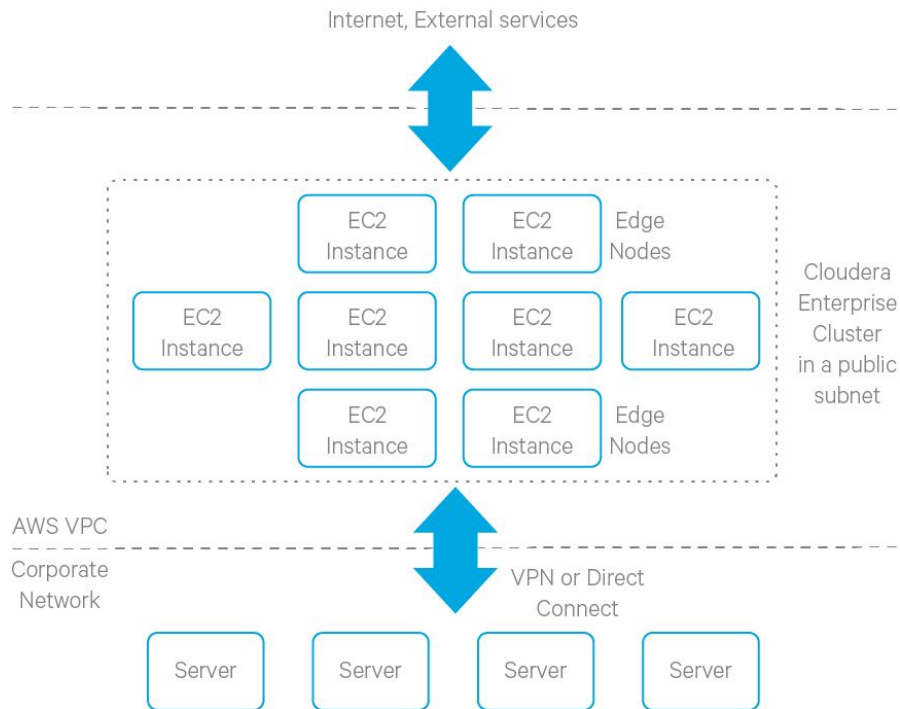 Internet, External services
EC2
Instance
EC2
Instance
Edge
Nodes
EC2
Instance
EC2
Instance
EC2
Instance
EC2
Instance
Cloudera
Enterprise
Cluster
in a public
subnet
EC2
Instance
EC2
Instance
Edge
Nodes
AWS VPC
Corporate
Network
VPN or Direct
Connect
Server
Server
Server
Server